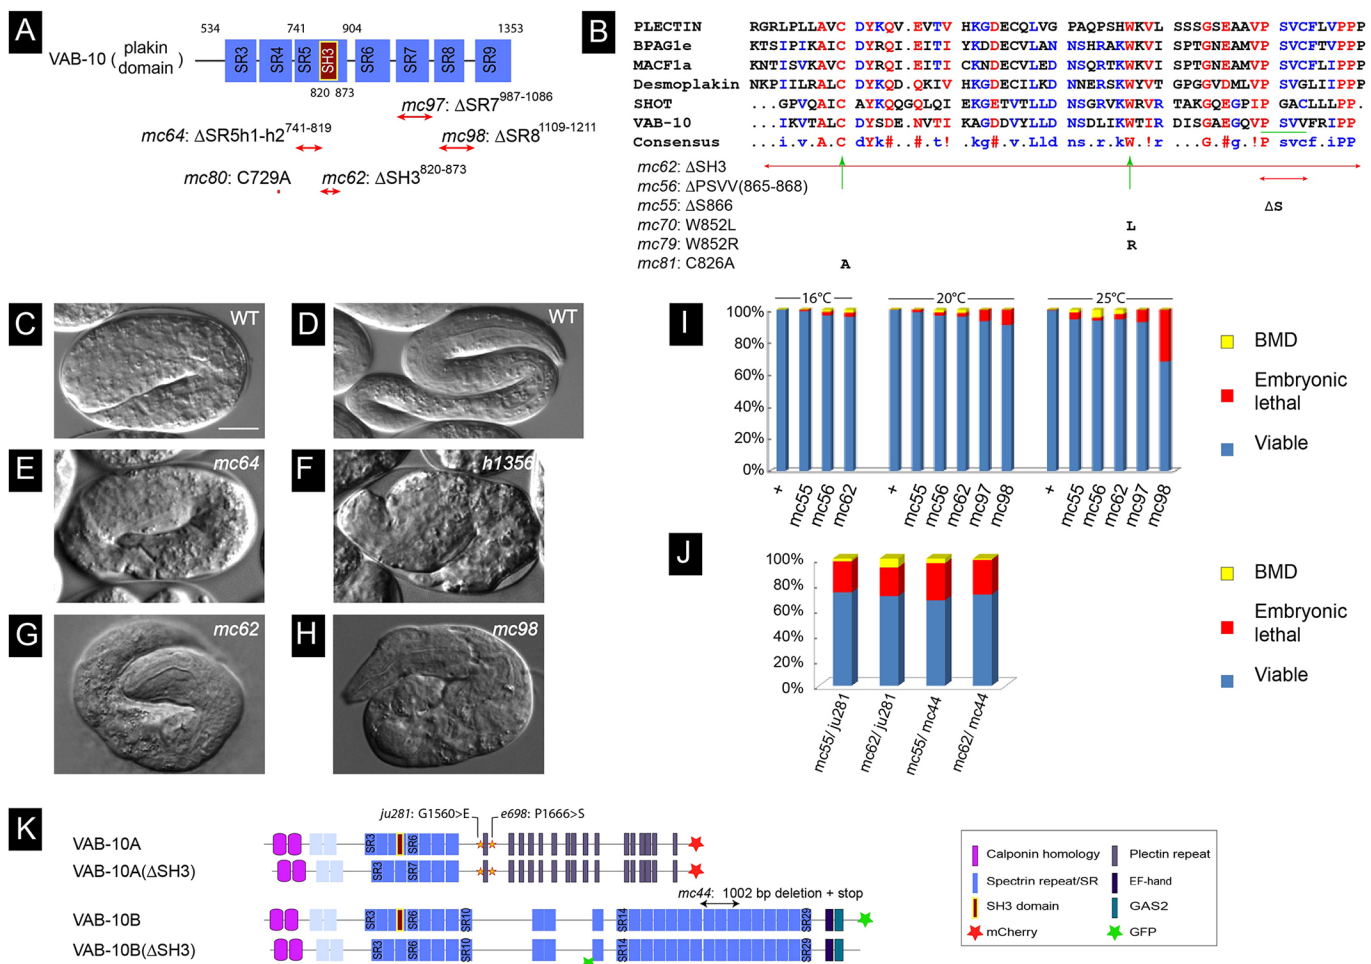 A
534 741 904 1353
VAB-10 ( plakin domain )
SR3 SR4 SR5 SH3 SR6 SR7 SR8 SR9
820 873
mc97: ΔSR7987-1086
mc64: ΔSR5h1-h2741-819
mc98: ΔSR81109-1211
mc80: C729A
mc62: ΔSH3820-873
B
PLECTIN RGRLPLLAVC DYKQV.EVTV HKGDECQLVG PAQPSHWKVL SSSGSEAAVP SVCFLVPPP
BPAG1e KTSIPIKAIC DYRQI.EITI YKDDECVLAN NSHRAKWKVI SPTGNEAMVP SVCFTVPPP
MACF1a KNTISVKAVC DYRQI.EITI CKNDECVLED NSQRTKWKVI SPTGNEAMVP SVCFLIPPP
Desmoplakin NKPIILRALC DYKQD.QKIV HKGDECILKD NNERSKWYVT GPGGVDMLVP SVGLIIPPP
SHOT ...GPVQAIC AYKQQGQLQI EKGETVTLLD NSGRVKWRVR TAKGQEGPIP GACLLLPP.
VAB-10 ...IKVTALC DYSDE.NVTI KAGDDVYLLD NSDLIKWTIR DISGAEGQVP SVVFRIPP
Consensus ...i.v.a.C dYk#..#.t! .kg#.v.Lld ns.r.kW.!r ...G.#g.!P svcf.iPP
mc62: ΔSH3
mc56: ΔPSVV(865-868)
mc55: ΔS866 ΔS
mc70: W852L L
mc79: W852R R
mc81: C826A A
C WT
D WT
E mc64
F h1356
G mc62
H mc98
I
16°C 20°C 25°C
100%
80%
60%
40%
20%
0%
+ mc55 mc56 mc62 + mc55 mc56 mc62 mc97 mc98 + mc55 mc56 mc62 mc97 mc98
BMD
Embryonic
lethal
Viable
J
100%
80%
60%
40%
20%
0%
mc55/ ju281 mc62/ ju281 mc55/ mc44 mc62/ mc44
BMD
Embryonic
lethal
Viable
K
ju281: G1560>E e698: P1666>S
VAB-10A SR3 SR6
VAB-10A(ΔSH3) SR3 SR7
mc44: 1002 bp deletion + stop
VAB-10B SR3 SR6 SR10 SR14 SR29
VAB-10B(ΔSH3) SR3 SR6 SR10 SR14 SR29
Calponin homology Plectin repeat
Spectrin repeat/SR EF-hand
SH3 domain GAS2
mCherry GFP